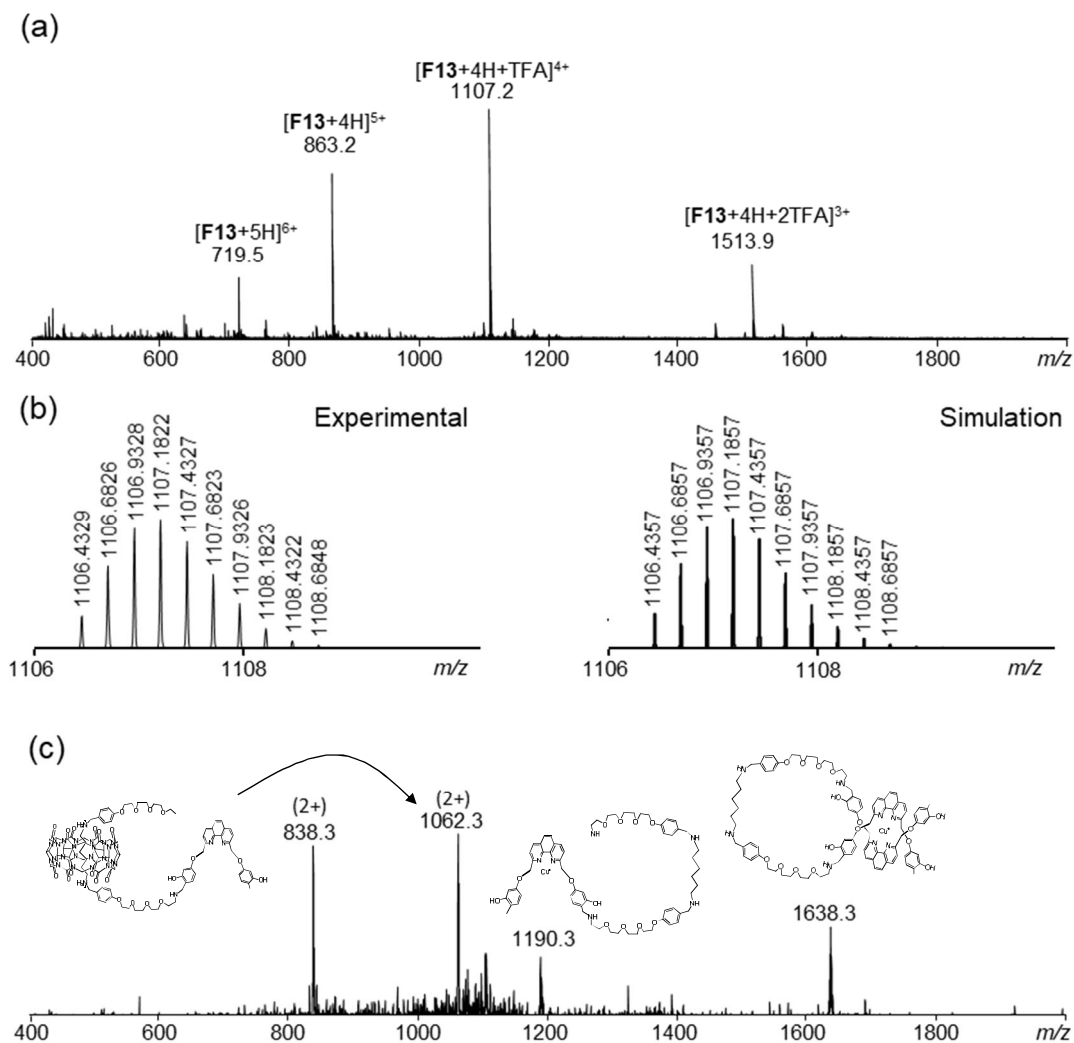 (a)
[F13+4H+TFA]4+
1107.2
[F13+4H]5+
863.2
[F13+5H]6+
719.5
[F13+4H+2TFA]3+
1513.9
400 600 800 1000 1200 1400 1600 1800 m/z
(b)
Experimental
1106.4329
1106.6826
1106.9328
1107.1822
1107.4327
1107.6823
1107.9326
1108.1823
1108.4322
1108.6848
1106 1108 m/z
Simulation
1106.4357
1106.6857
1106.9357
1107.1857
1107.4357
1107.6857
1107.9357
1108.1857
1108.4357
1108.6857
1106 1108 m/z
(c)
(2+)
838.3
(2+)
1062.3
1190.3
1638.3
400 600 800 1000 1200 1400 1600 1800 m/z